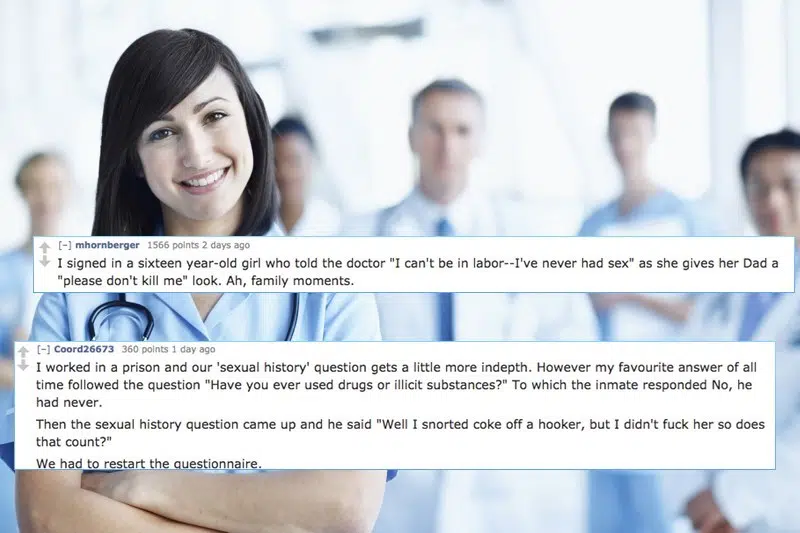 [-] mhornberger 1566 points 2 days ago
I signed in a sixteen year-old girl who told the doctor "I can't be in labor--I've never had sex" as she gives her Dad a
"please don't kill me" look. Ah, family moments.
[-] Coord26673 360 points 1 day ago
I worked in a prison and our 'sexual history' question gets a little more indepth. However my favourite answer of all
time followed the question "Have you ever used drugs or illicit substances?" To which the inmate responded No, he
had never.
Then the sexual history question came up and he said "Well I snorted coke off a hooker, but I didn't fuck her so does
that count?"
We had to restart the questionnaire.